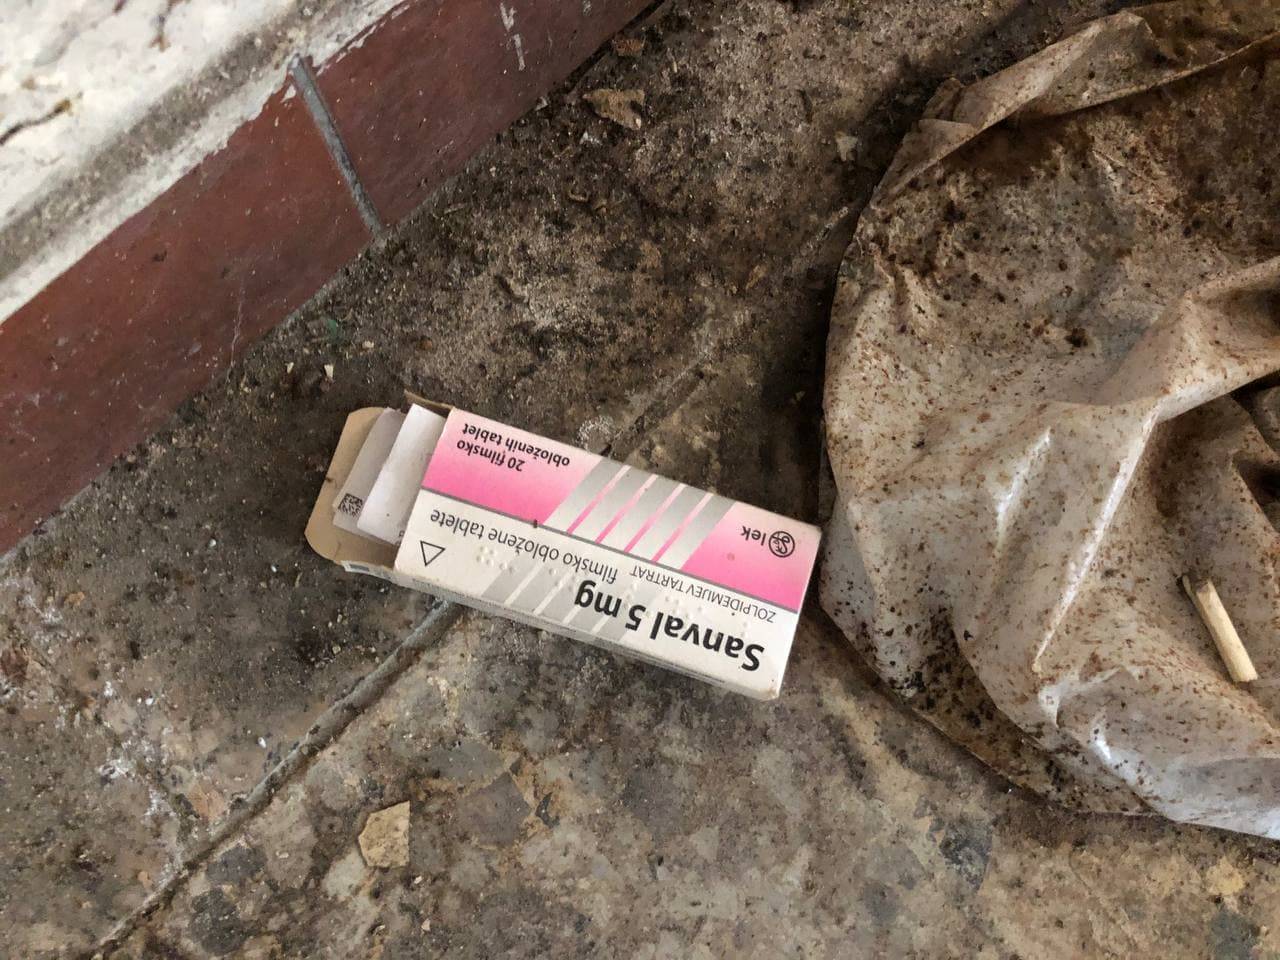 Sanval 5 mg
ZOLPIDEMIJEV TARTRAT
filmsko obložene tablete
lek
20 filmsko
obloženih tablet